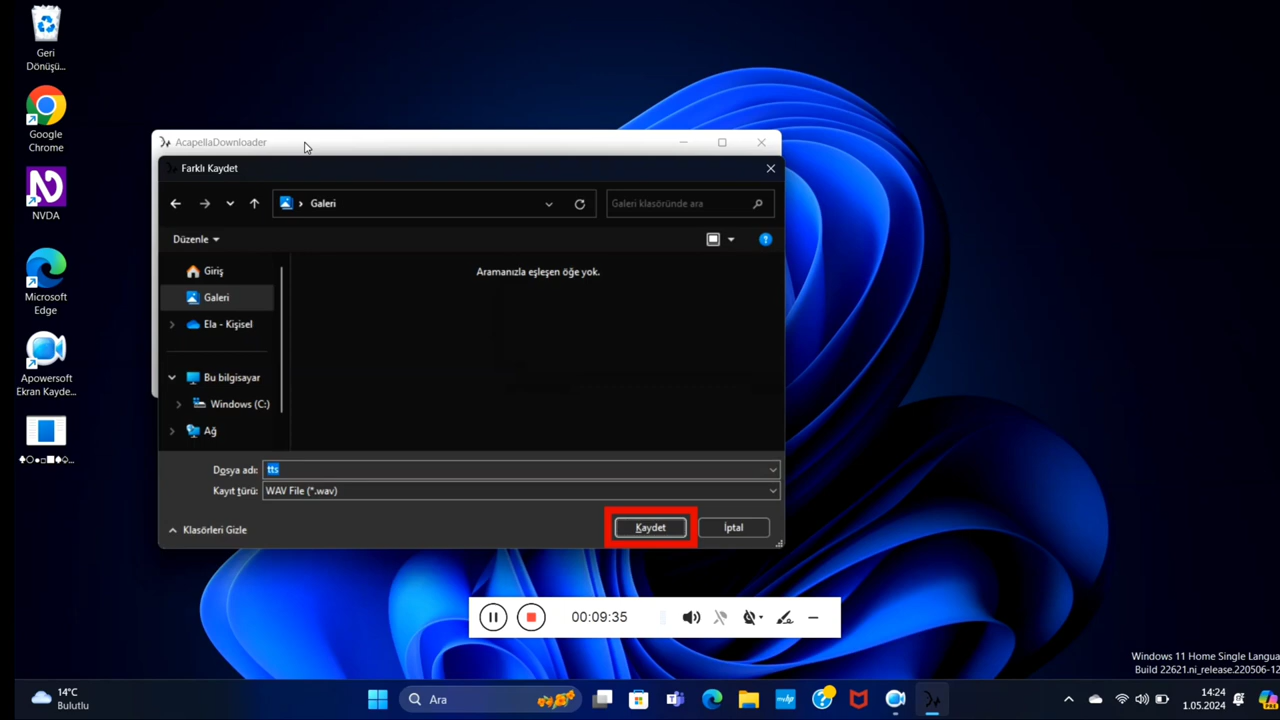 Geri
Dönüşü...
Google
Chrome
NVDA
Microsoft
Edge
Apowersoft
Ekran Kayde...
♠○●□■◆◇...
AcapellaDownloader
Farklı Kaydet
Galeri
Galeri klasöründe ara
Düzenle
Giriş
Galeri
Ela - Kişisel
Bu bilgisayar
Windows (C:)
Ağ
Aramanızla eşleşen öğe yok.
Dosya adı: tts
Kayıt türü: WAV File (*.wav)
Klasörleri Gizle
Kaydet
İptal
00:09:35
Windows 11 Home Single Langua
Build 22621.ni_release.220506-12
14°C
Bulutlu
Ara
14:24
1.05.2024